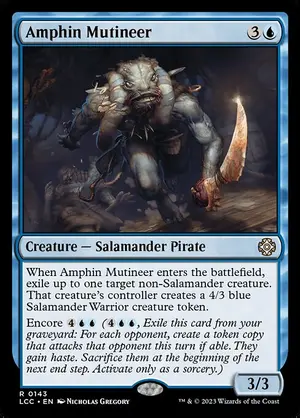 Amphin Mutineer 3
Creature — Salamander Pirate
When Amphin Mutineer enters the battlefield,
exile up to one target non-Salamander creature.
That creature's controller creates a 4/3 blue
Salamander Warrior creature token.
Encore 4 (4, Exile this card from your
graveyard: For each opponent, create a token copy
that attacks that opponent this turn if able. They
gain haste. Sacrifice them at the beginning of the
next end step. Activate only as a sorcery.)
3/3
R 0143
LCC • EN Nicholas Gregory ™ & © 2023 Wizards of the Coast